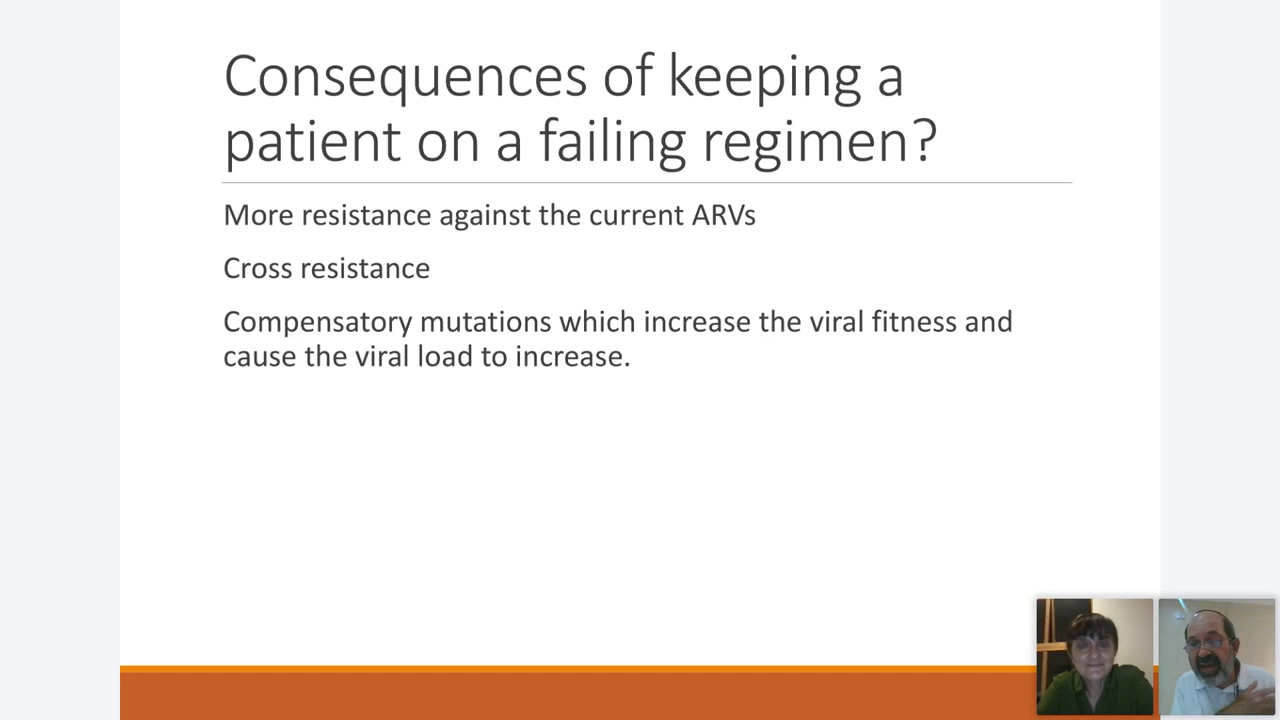 Consequences of keeping a
patient on a failing regimen?
More resistance against the current ARVs
Cross resistance
Compensatory mutations which increase the viral fitness and
cause the viral load to increase.